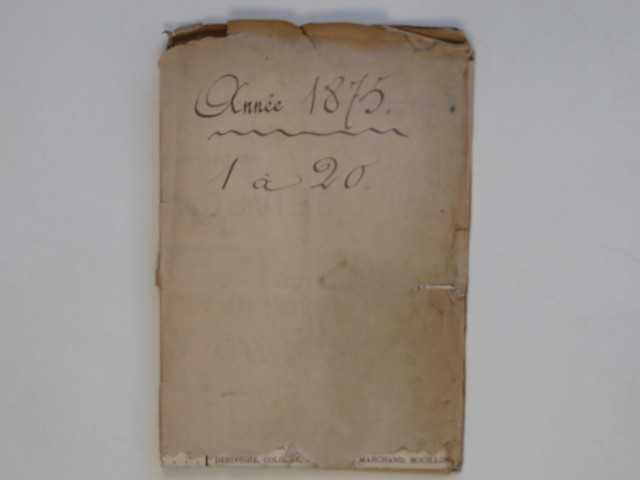 Année 1875.
1 à 20.
MARCHAND, BOUILLON